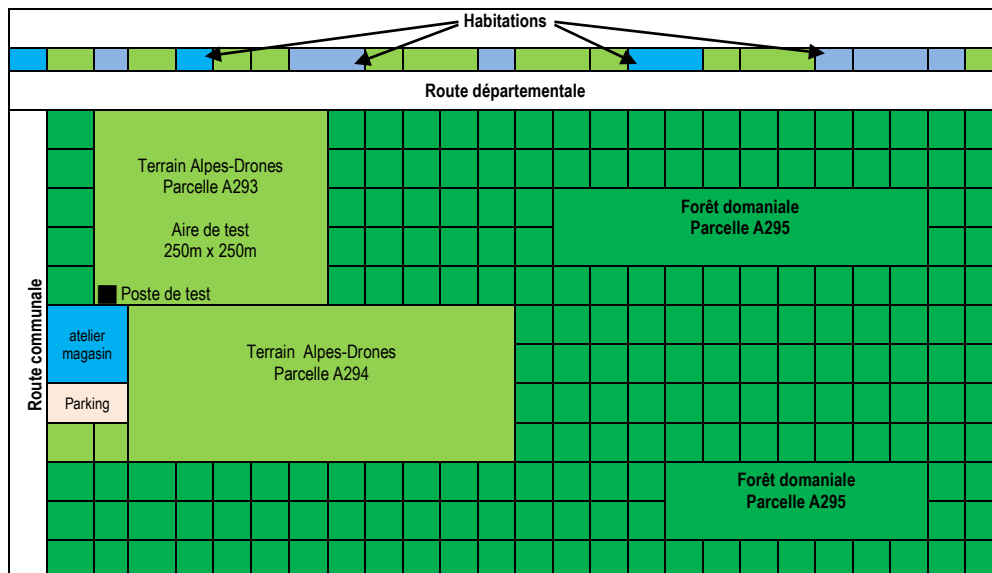 Habitations
Route départementale
Route communale
Terrain Alpes-Drones
Parcelle A293
Aire de test
250m x 250m
Poste de test
Forêt domaniale
Parcelle A295
atelier
magasin
Parking
Terrain Alpes-Drones
Parcelle A294
Forêt domaniale
Parcelle A295